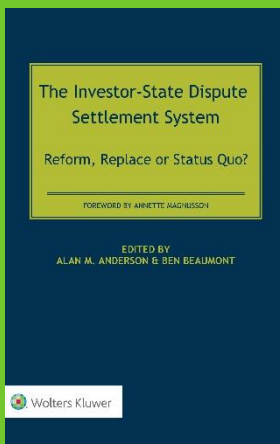 The Investor-State Dispute
Settlement System
Reform, Replace or Status Quo?
FOREWORD BY ANNETTE MAGNUSSON
EDITED BY
ALAN M. ANDERSON & BEN BEAUMONT
Wolters Kluwer